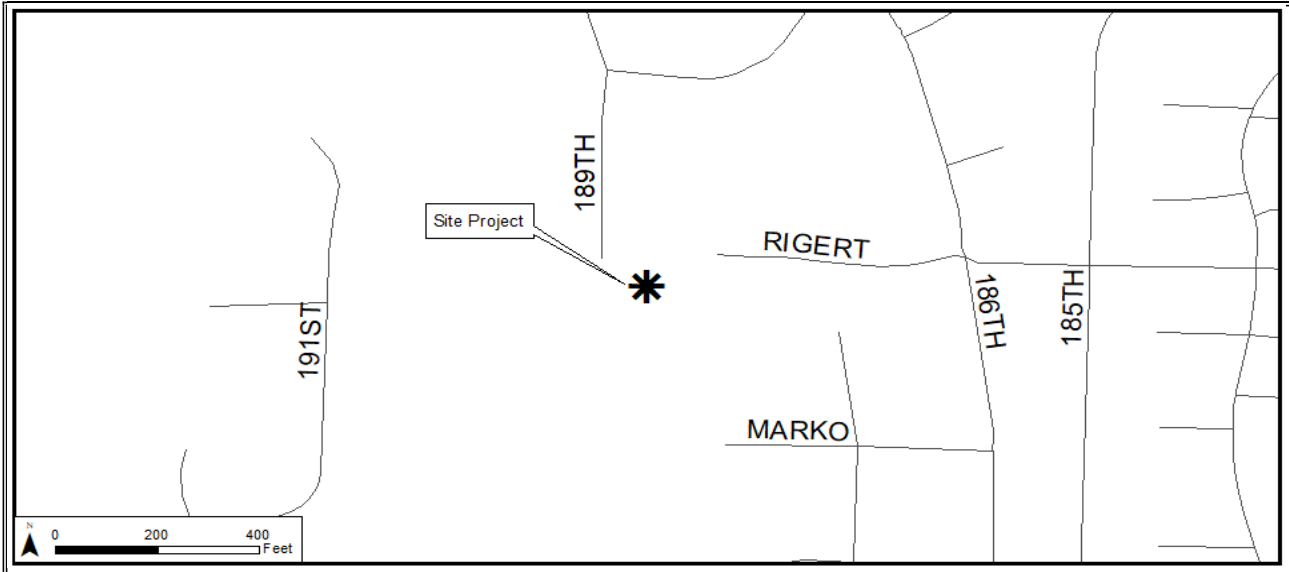 189TH
Site Project
RIGERT
186TH
185TH
191ST
MARKO
N
0 200 400
Feet